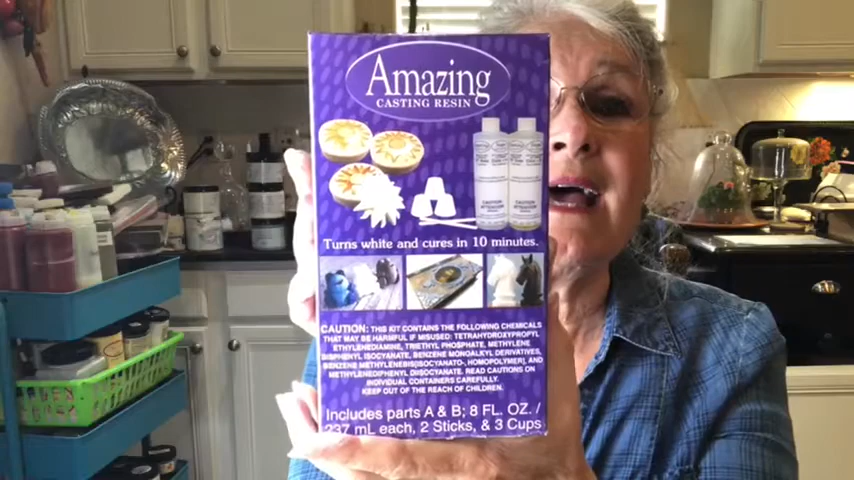 Amazing
CASTING RESIN
CAUTION
CAUTION
Turns white and cures in 10 minutes.
CAUTION: THIS KIT CONTAINS THE FOLLOWING CHEMICALS
THAT MAY BE HARMFUL IF MISUSED: TETRAHYDROXYPROPYL
ETHYLENEDIAMINE, TRIETHYL PHOSPHATE, METHYLENE
BISPHENYL ISOCYANATE, BENZENE MONOALKYL DERIVATIVES,
BENZENE METHYLENEBIS[ISOCYANATO-, HOMOPOLYMER], AND
METHYLENEDIPHENYL DIISOCYANATE. READ CAUTIONS ON
INDIVIDUAL CONTAINERS CAREFULLY.
KEEP OUT OF THE REACH OF CHILDREN.
Includes parts A & B; 8 FL. OZ. /
237 mL each, 2 Sticks, & 3 Cups